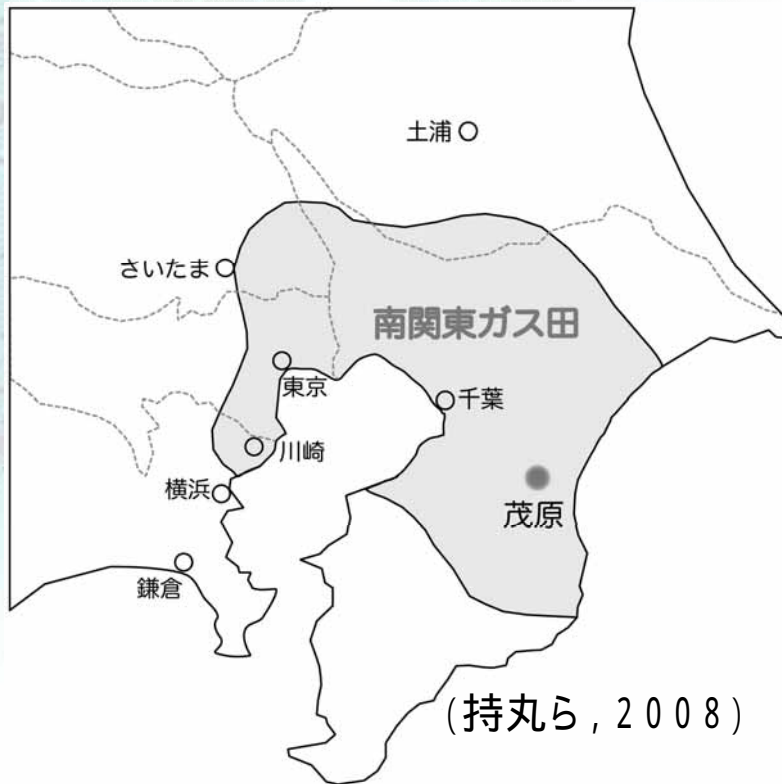 土浦
さいたま
南関東ガス田
東京
千葉
川崎
横浜
茂原
鎌倉
(持丸ら,2008)